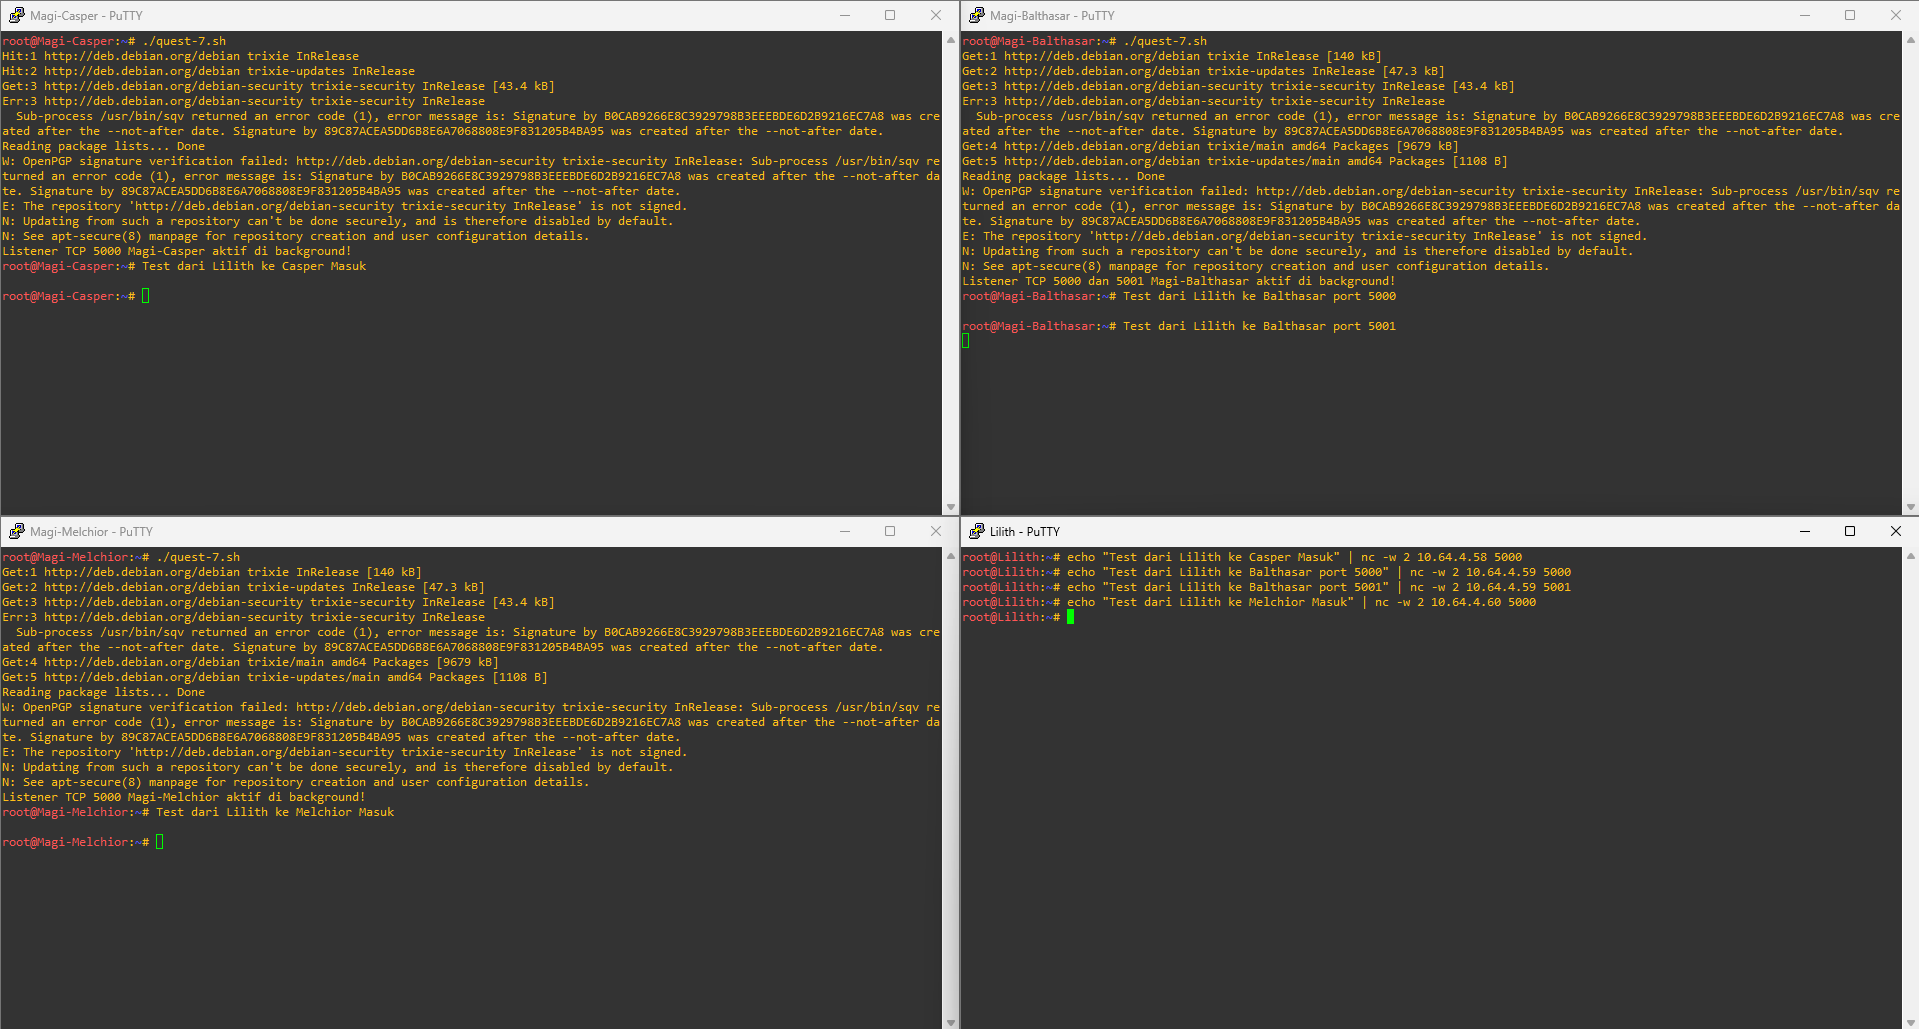 Magi-Casper - PuTTY
root@Magi-Casper:~# ./quest-7.sh
Hit:1 http://deb.debian.org/debian trixie InRelease
Hit:2 http://deb.debian.org/debian trixie-updates InRelease
Get:3 http://deb.debian.org/debian-security trixie-security InRelease [43.4 kB]
Err:3 http://deb.debian.org/debian-security trixie-security InRelease
  Sub-process /usr/bin/sqv returned an error code (1), error message is: Signature by B0CAB9266E8C3929798B3EEEBDE6D2B9216EC7A8 was cre
ated after the --not-after date. Signature by 89C87ACEA5DD6B8E6A7068808E9F831205B4BA95 was created after the --not-after date.
Reading package lists... Done
W: OpenPGP signature verification failed: http://deb.debian.org/debian-security trixie-security InRelease: Sub-process /usr/bin/sqv re
turned an error code (1), error message is: Signature by B0CAB9266E8C3929798B3EEEBDE6D2B9216EC7A8 was created after the --not-after da
te. Signature by 89C87ACEA5DD6B8E6A7068808E9F831205B4BA95 was created after the --not-after date.
E: The repository 'http://deb.debian.org/debian-security trixie-security InRelease' is not signed.
N: Updating from such a repository can't be done securely, and is therefore disabled by default.
N: See apt-secure(8) manpage for repository creation and user configuration details.
Listener TCP 5000 Magi-Casper aktif di background!
root@Magi-Casper:~# Test dari Lilith ke Casper Masuk
root@Magi-Casper:~#
Magi-Balthasar - PuTTY
root@Magi-Balthasar:~# ./quest-7.sh
Get:1 http://deb.debian.org/debian trixie InRelease [140 kB]
Get:2 http://deb.debian.org/debian trixie-updates InRelease [47.3 kB]
Get:3 http://deb.debian.org/debian-security trixie-security InRelease [43.4 kB]
Err:3 http://deb.debian.org/debian-security trixie-security InRelease
  Sub-process /usr/bin/sqv returned an error code (1), error message is: Signature by B0CAB9266E8C3929798B3EEEBDE6D2B9216EC7A8 was cre
ated after the --not-after date. Signature by 89C87ACEA5DD6B8E6A7068808E9F831205B4BA95 was created after the --not-after date.
Get:4 http://deb.debian.org/debian trixie/main amd64 Packages [9679 kB]
Get:5 http://deb.debian.org/debian trixie-updates/main amd64 Packages [1108 B]
Reading package lists... Done
W: OpenPGP signature verification failed: http://deb.debian.org/debian-security trixie-security InRelease: Sub-process /usr/bin/sqv re
turned an error code (1), error message is: Signature by B0CAB9266E8C3929798B3EEEBDE6D2B9216EC7A8 was created after the --not-after da
te. Signature by 89C87ACEA5DD6B8E6A7068808E9F831205B4BA95 was created after the --not-after date.
E: The repository 'http://deb.debian.org/debian-security trixie-security InRelease' is not signed.
N: Updating from such a repository can't be done securely, and is therefore disabled by default.
N: See apt-secure(8) manpage for repository creation and user configuration details.
Listener TCP 5000 dan 5001 Magi-Balthasar aktif di background!
root@Magi-Balthasar:~# Test dari Lilith ke Balthasar port 5000
root@Magi-Balthasar:~# Test dari Lilith ke Balthasar port 5001
Magi-Melchior - PuTTY
root@Magi-Melchior:~# ./quest-7.sh
Get:1 http://deb.debian.org/debian trixie InRelease [140 kB]
Get:2 http://deb.debian.org/debian trixie-updates InRelease [47.3 kB]
Get:3 http://deb.debian.org/debian-security trixie-security InRelease [43.4 kB]
Err:3 http://deb.debian.org/debian-security trixie-security InRelease
  Sub-process /usr/bin/sqv returned an error code (1), error message is: Signature by B0CAB9266E8C3929798B3EEEBDE6D2B9216EC7A8 was cre
ated after the --not-after date. Signature by 89C87ACEA5DD6B8E6A7068808E9F831205B4BA95 was created after the --not-after date.
Get:4 http://deb.debian.org/debian trixie/main amd64 Packages [9679 kB]
Get:5 http://deb.debian.org/debian trixie-updates/main amd64 Packages [1108 B]
Reading package lists... Done
W: OpenPGP signature verification failed: http://deb.debian.org/debian-security trixie-security InRelease: Sub-process /usr/bin/sqv re
turned an error code (1), error message is: Signature by B0CAB9266E8C3929798B3EEEBDE6D2B9216EC7A8 was created after the --not-after da
te. Signature by 89C87ACEA5DD6B8E6A7068808E9F831205B4BA95 was created after the --not-after date.
E: The repository 'http://deb.debian.org/debian-security trixie-security InRelease' is not signed.
N: Updating from such a repository can't be done securely, and is therefore disabled by default.
N: See apt-secure(8) manpage for repository creation and user configuration details.
Listener TCP 5000 Magi-Melchior aktif di background!
root@Magi-Melchior:~# Test dari Lilith ke Melchior Masuk
root@Magi-Melchior:~#
Lilith - PuTTY
root@Lilith:~# echo "Test dari Lilith ke Casper Masuk" | nc -w 2 10.64.4.58 5000
root@Lilith:~# echo "Test dari Lilith ke Balthasar port 5000" | nc -w 2 10.64.4.59 5000
root@Lilith:~# echo "Test dari Lilith ke Balthasar port 5001" | nc -w 2 10.64.4.59 5001
root@Lilith:~# echo "Test dari Lilith ke Melchior Masuk" | nc -w 2 10.64.4.60 5000
root@Lilith:~#